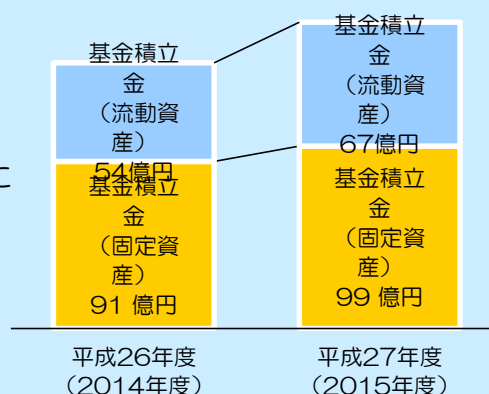 基金積立
金
（流動資
産）
54億円
基金積立
金
（固定資
産）
91 億円
基金積立
金
（流動資
産）
67億円
基金積立
金
（固定資
産）
99 億円
に
平成26年度
（2014年度）
平成27年度
（2015年度）